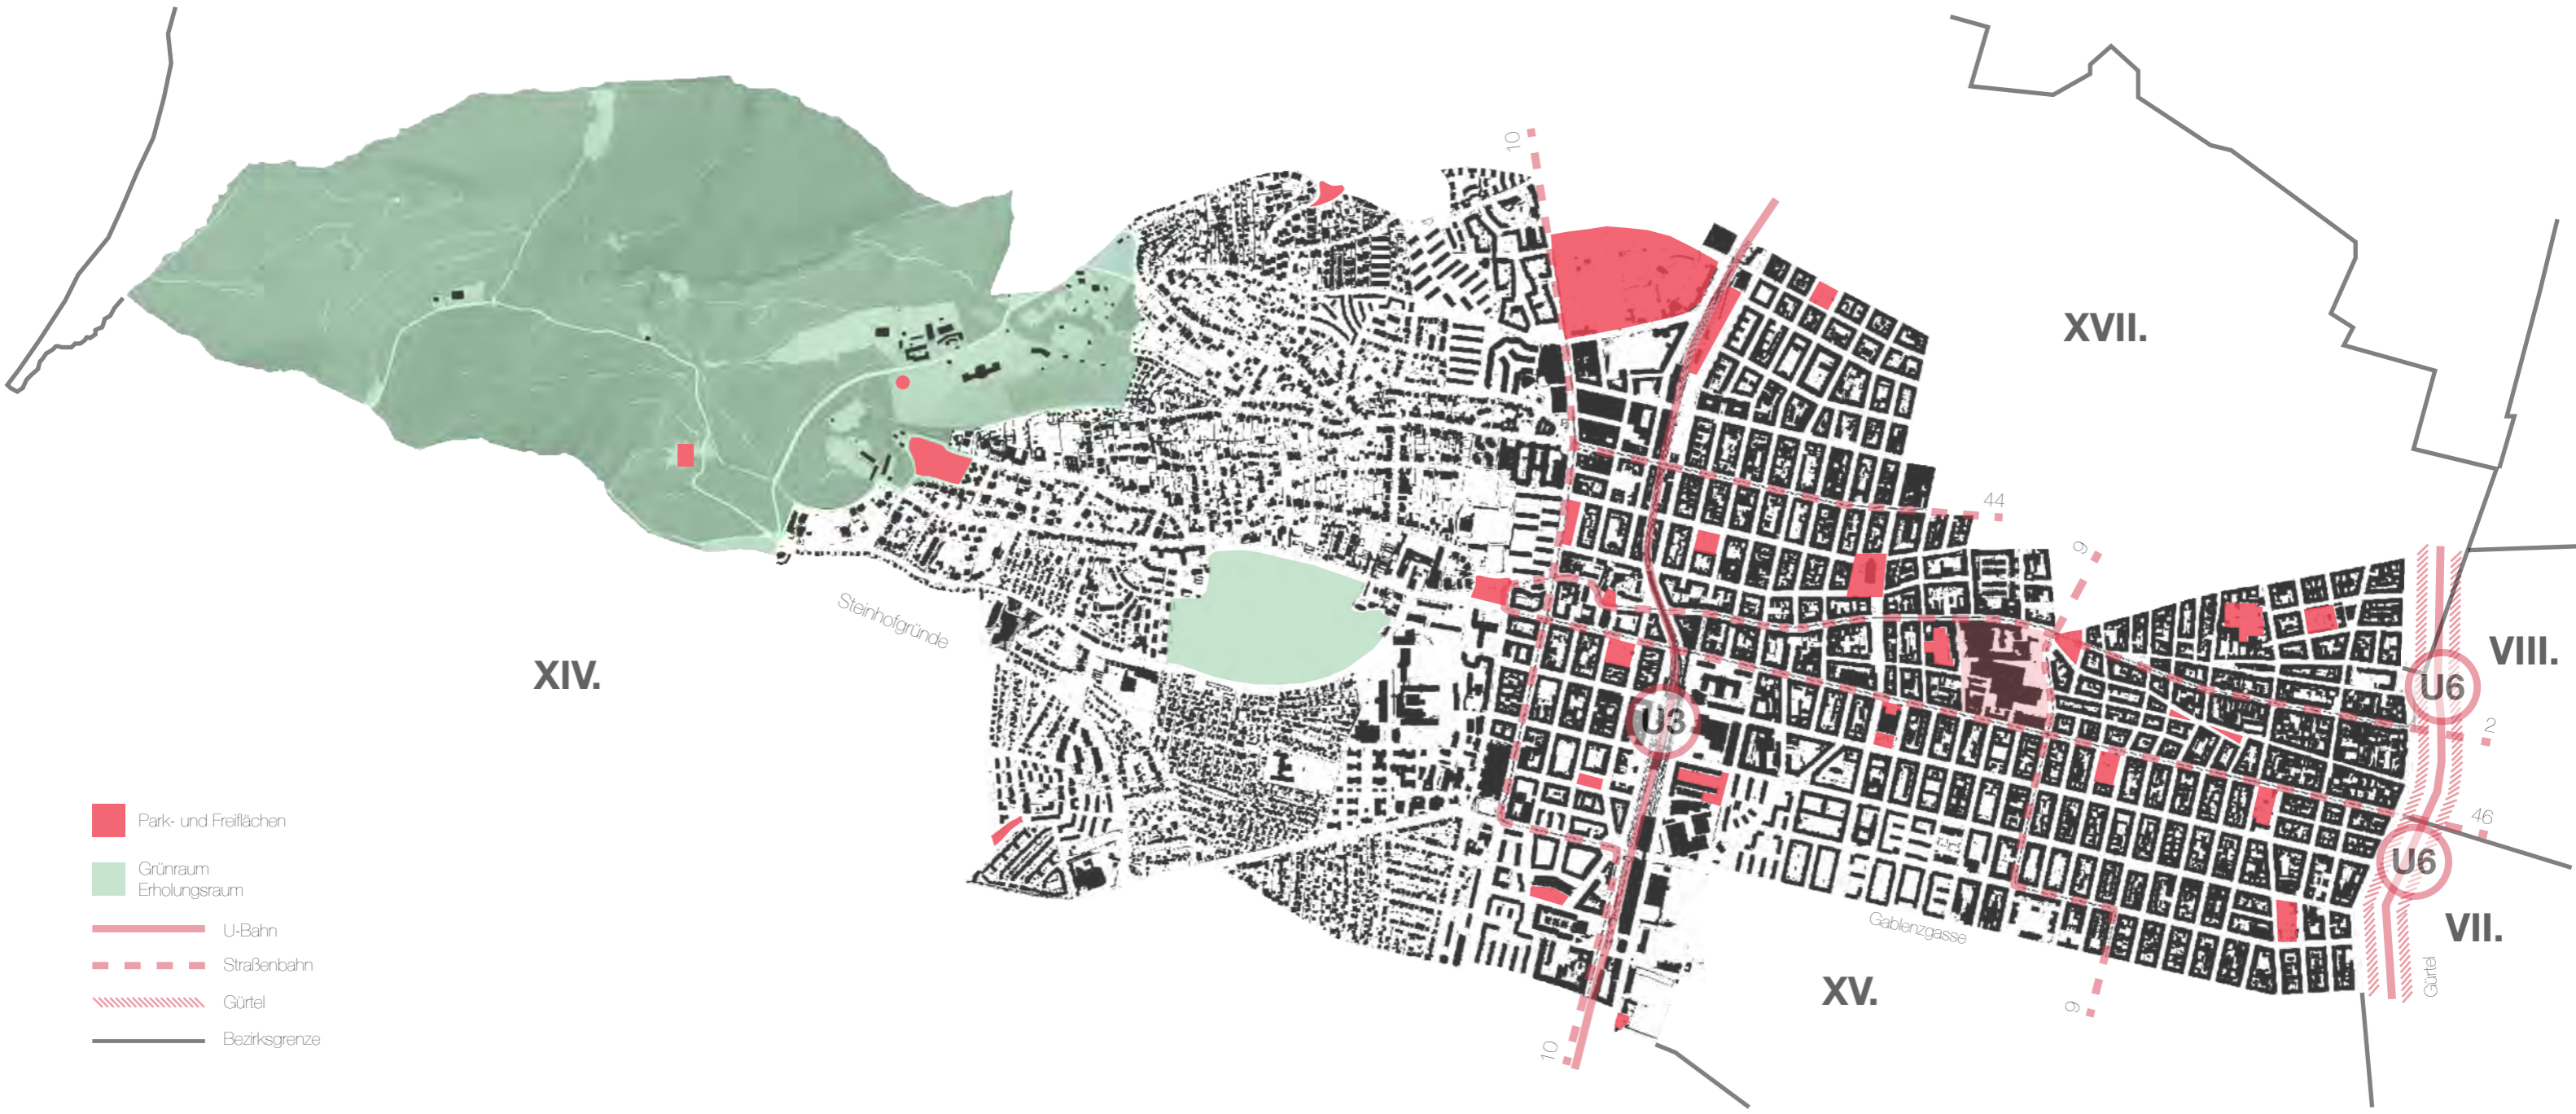 10
XVII.
44
9
Steinhofgründe
XIV.
VIII.
U6
U3
2
46
U6
Gablenzgasse
VII.
XV.
Gürtel
9
10
Park- und Freiflächen
Grünraum
Erholungsraum
U-Bahn
Straßenbahn
Gürtel
Bezirksgrenze